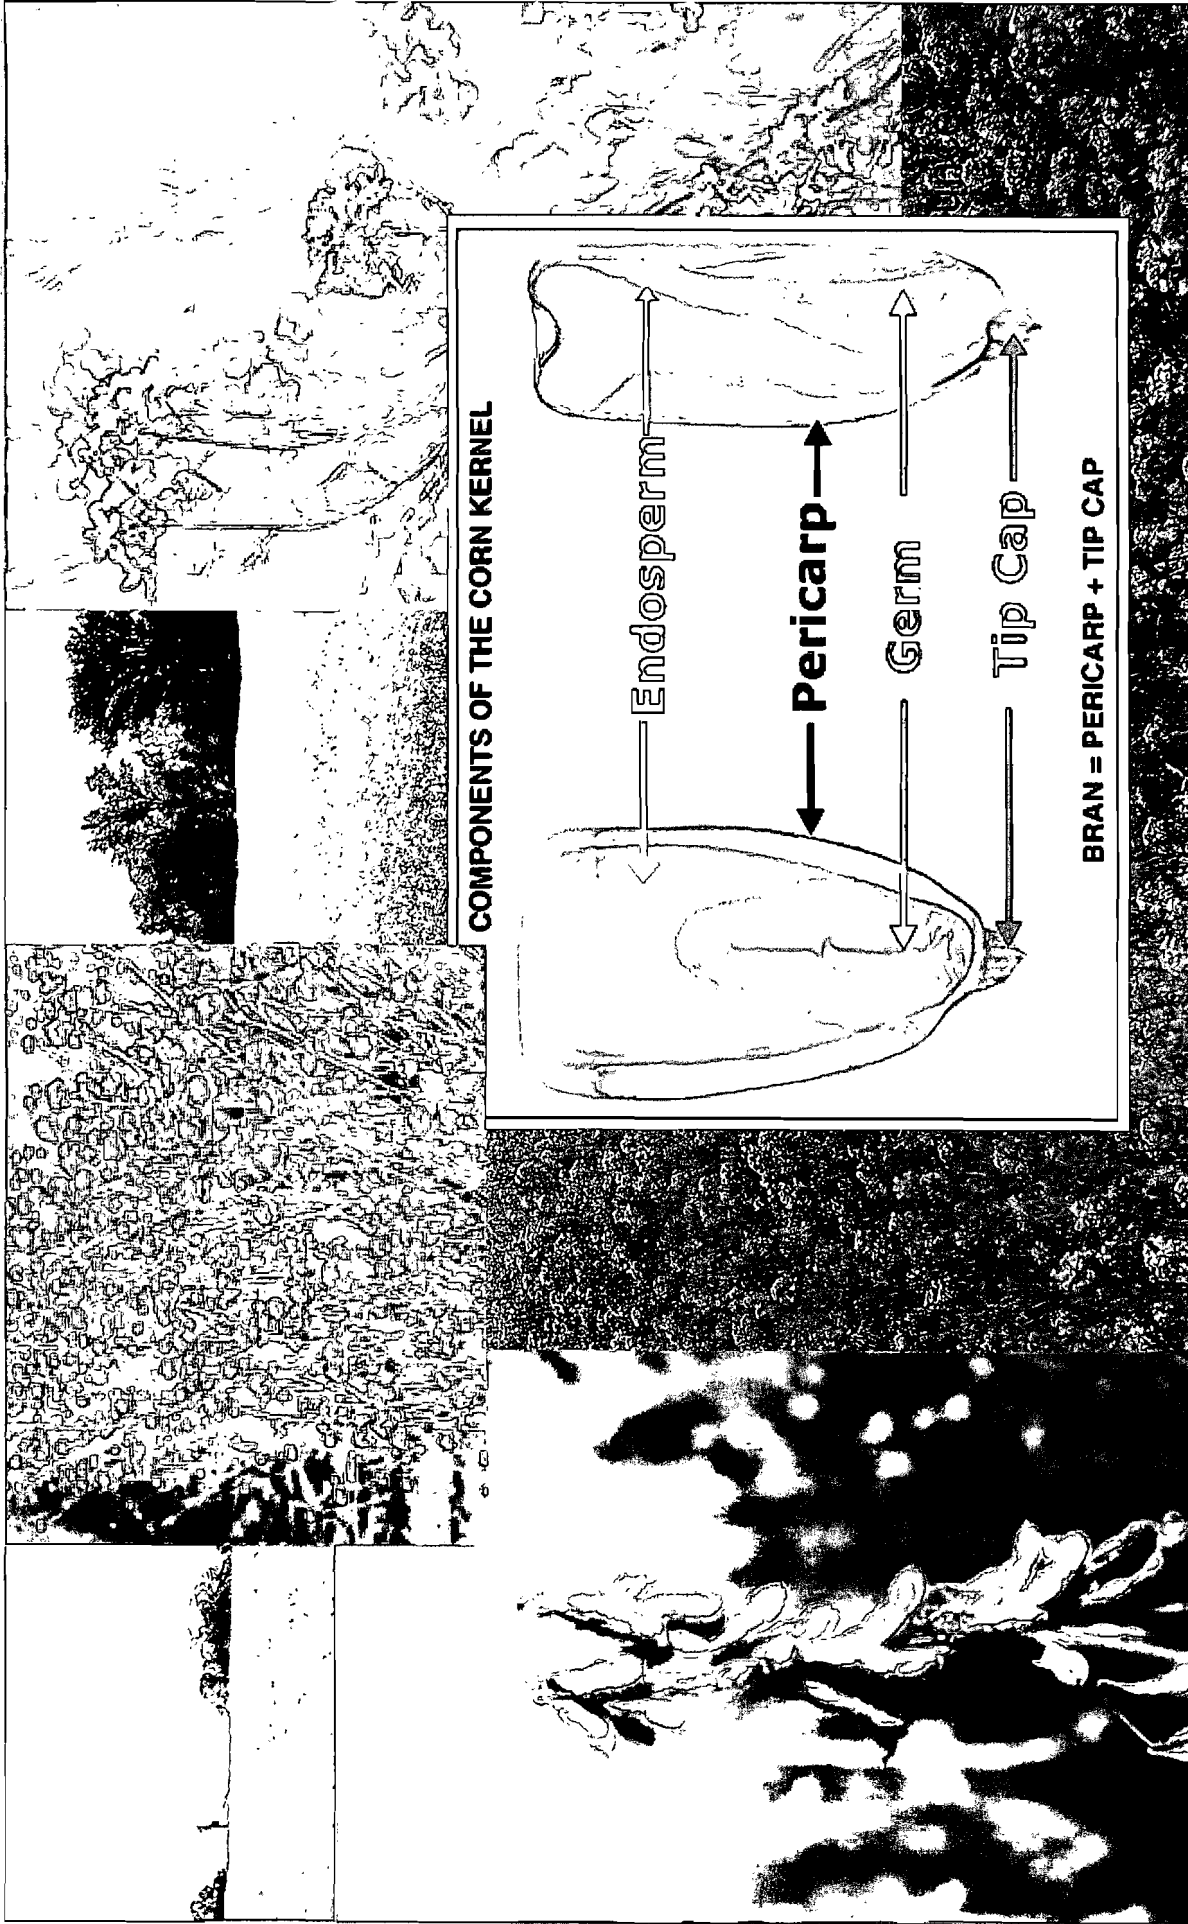 COMPONENTS OF THE CORN KERNEL
Endosperm
Pericarp
Germ
Tip Cap
BRAN = PERICARP + TIP CAP